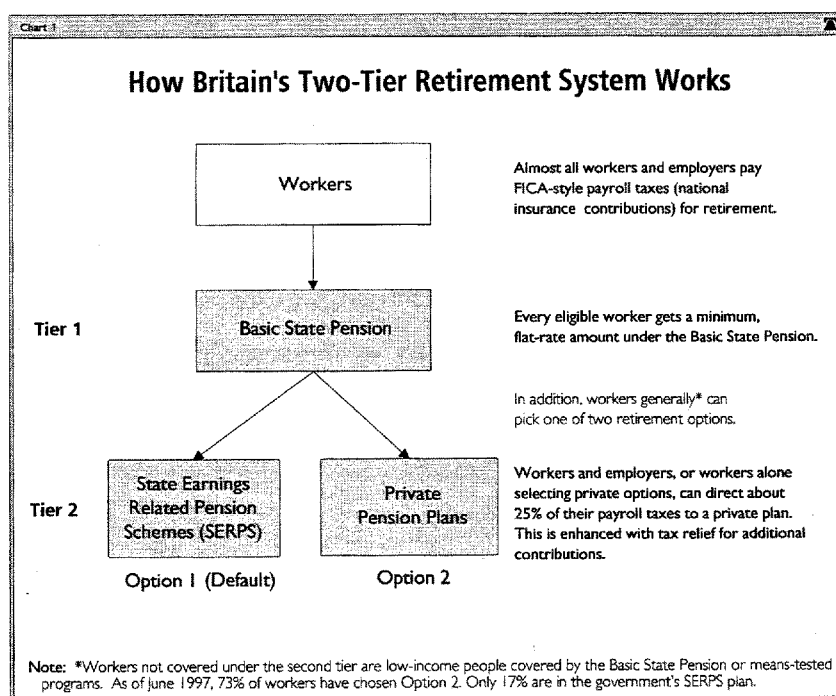 Chart 1
How Britain's Two-Tier Retirement System Works
Workers
Almost all workers and employers pay
FICA-style payroll taxes (national
insurance contributions) for retirement.
Tier 1
Basic State Pension
Every eligible worker gets a minimum,
flat-rate amount under the Basic State Pension.
In addition, workers generally* can
pick one of two retirement options.
Tier 2
State Earnings
Related Pension
Schemes (SERPS)
Option 1 (Default)
Private
Pension Plans
Option 2
Workers and employers, or workers alone
selecting private options, can direct about
25% of their payroll taxes to a private plan.
This is enhanced with tax relief for additional
contributions.
Note: *Workers not covered under the second tier are low-income people covered by the Basic State Pension or means-tested
programs. As of June 1997, 73% of workers have chosen Option 2. Only 17% are in the government's SERPS plan.